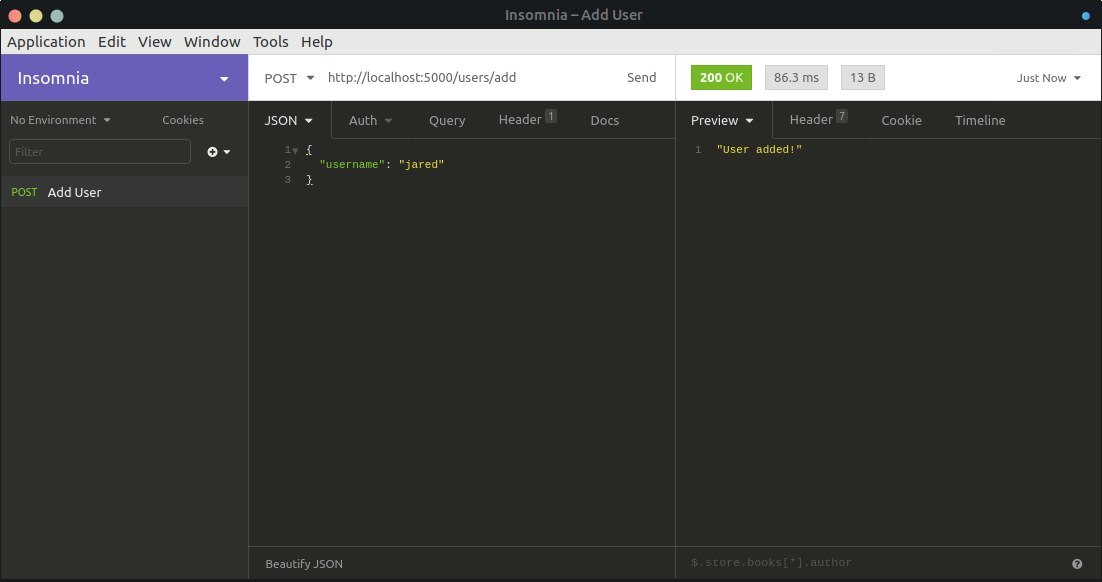 Insomnia – Add User
Application Edit View Window Tools Help
Insomnia
POST http://localhost:5000/users/add Send
200 OK 86.3 ms 13 B Just Now
No Environment Cookies
JSON Auth Query Header 1 Docs
Preview Header 7 Cookie Timeline
Filter
POST Add User
1 {
2 "username": "jared"
3 }
1 "User added!"
Beautify JSON
$.store.books[*].author